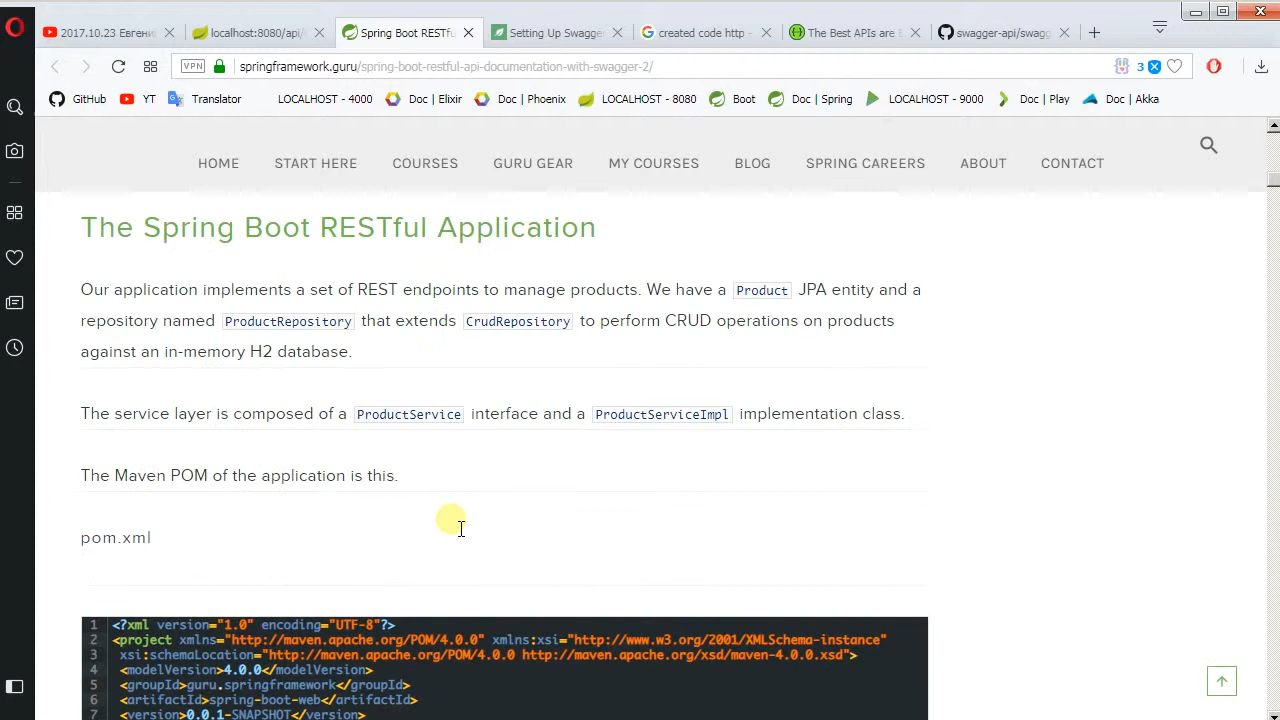 2017.10.23 Евгени
localhost:8080/api/
Spring Boot RESTfu
Setting Up Swagge
created code http -
The Best APIs are B
swagger-api/swagg
VPN
springframework.guru/spring-boot-restful-api-documentation-with-swagger-2/
3
GitHub
YT
Translator
LOCALHOST - 4000
Doc | Elixir
Doc | Phoenix
LOCALHOST - 8080
Boot
Doc | Spring
LOCALHOST - 9000
Doc | Play
Doc | Akka
HOME
START HERE
COURSES
GURU GEAR
MY COURSES
BLOG
SPRING CAREERS
ABOUT
CONTACT
The Spring Boot RESTful Application
Our application implements a set of REST endpoints to manage products. We have a Product JPA entity and a
repository named ProductRepository that extends CrudRepository to perform CRUD operations on products
against an in-memory H2 database.
The service layer is composed of a ProductService interface and a ProductServiceImpl implementation class.
The Maven POM of the application is this.
pom.xml
1 <?xml version="1.0" encoding="UTF-8"?>
2 <project xmlns="http://maven.apache.org/POM/4.0.0" xmlns:xsi="http://www.w3.org/2001/XMLSchema-instance"
3 xsi:schemaLocation="http://maven.apache.org/POM/4.0.0 http://maven.apache.org/xsd/maven-4.0.0.xsd">
4 <modelVersion>4.0.0</modelVersion>
5 <groupId>guru.springframework</groupId>
6 <artifactId>spring-boot-web</artifactId>
7 <version>0.0.1-SNAPSHOT</version>